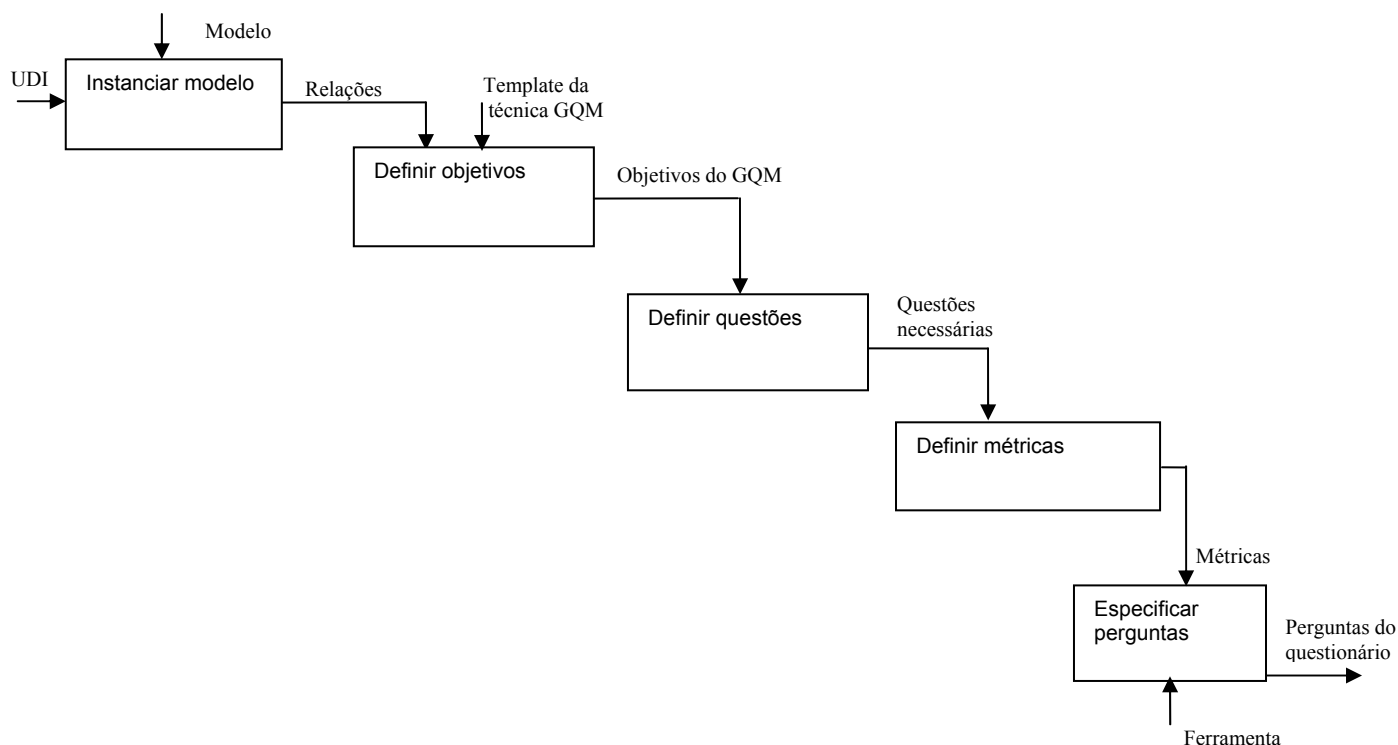 Modelo
UDI
Instanciar modelo
Relações
Template da
técnica GQM
Definir objetivos
Objetivos do GQM
Definir questões
Questões
necessárias
Definir métricas
Métricas
Especificar
perguntas
Perguntas do
questionário
Ferramenta